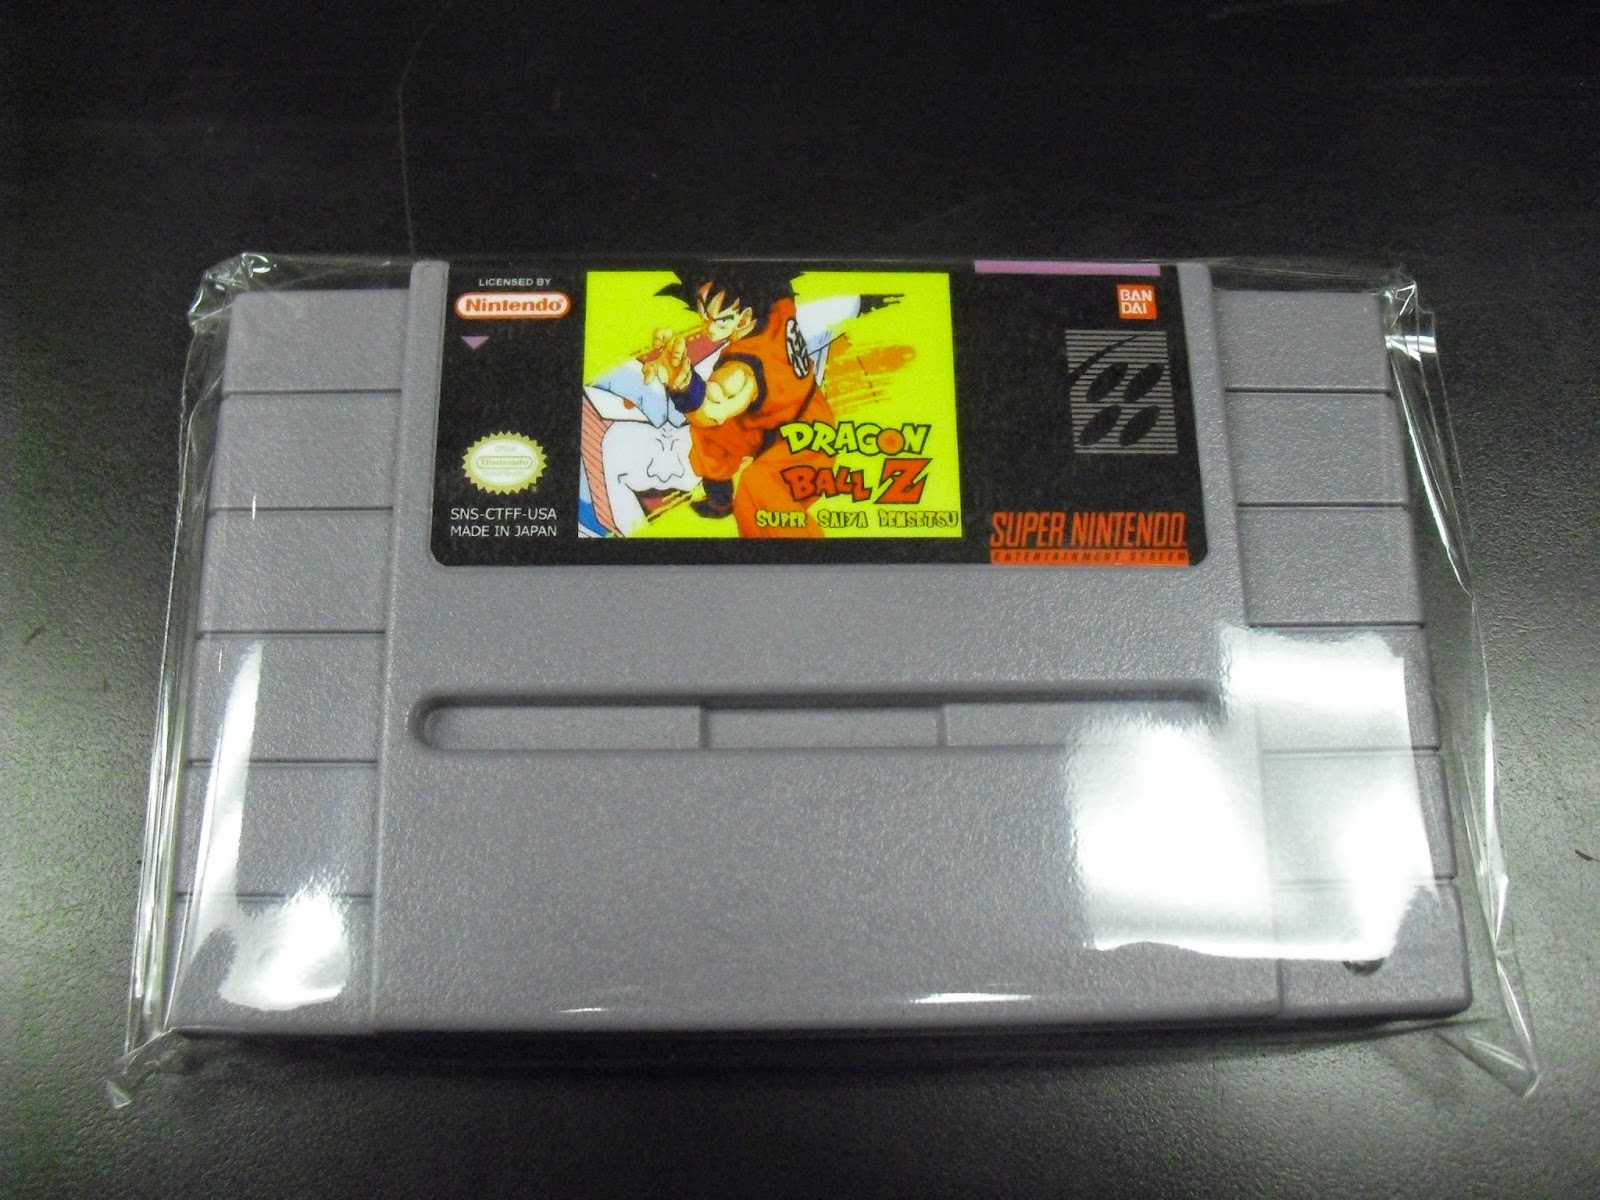 LICENSED BY
Nintendo
SNS-CTFF-USA
MADE IN JAPAN
Nintendo
DRAGON
BALL Z
SUPER SAIYA DENSETSU
BAN
DAI
SUPER NINTENDO
ENTERTAINMENT SYSTEM